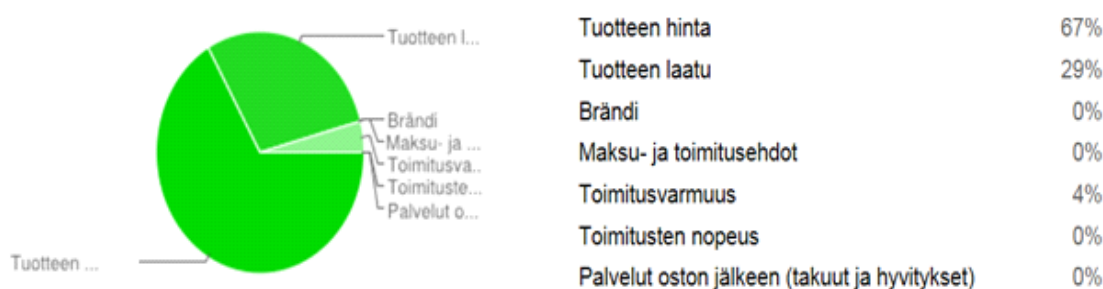 Tuotteen l...
Brändi
Maksu- ja ...
Toimitusva..
Toimituste...
Palvelut o...
Tuotteen ...
Tuotteen hinta 67%
Tuotteen laatu 29%
Brändi 0%
Maksu- ja toimitusehdot 0%
Toimitusvarmuus 4%
Toimitusten nopeus 0%
Palvelut oston jälkeen (takuut ja hyvitykset) 0%